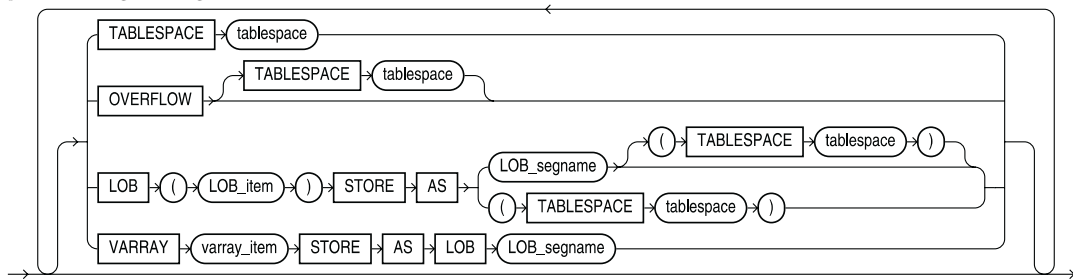 TABLESPACE tablespace
TABLESPACE tablespace
OVERFLOW
( TABLESPACE tablespace )
LOB_segname
LOB ( LOB_item ) STORE AS
( TABLESPACE tablespace )
VARRAY varray_item STORE AS LOB LOB_segname